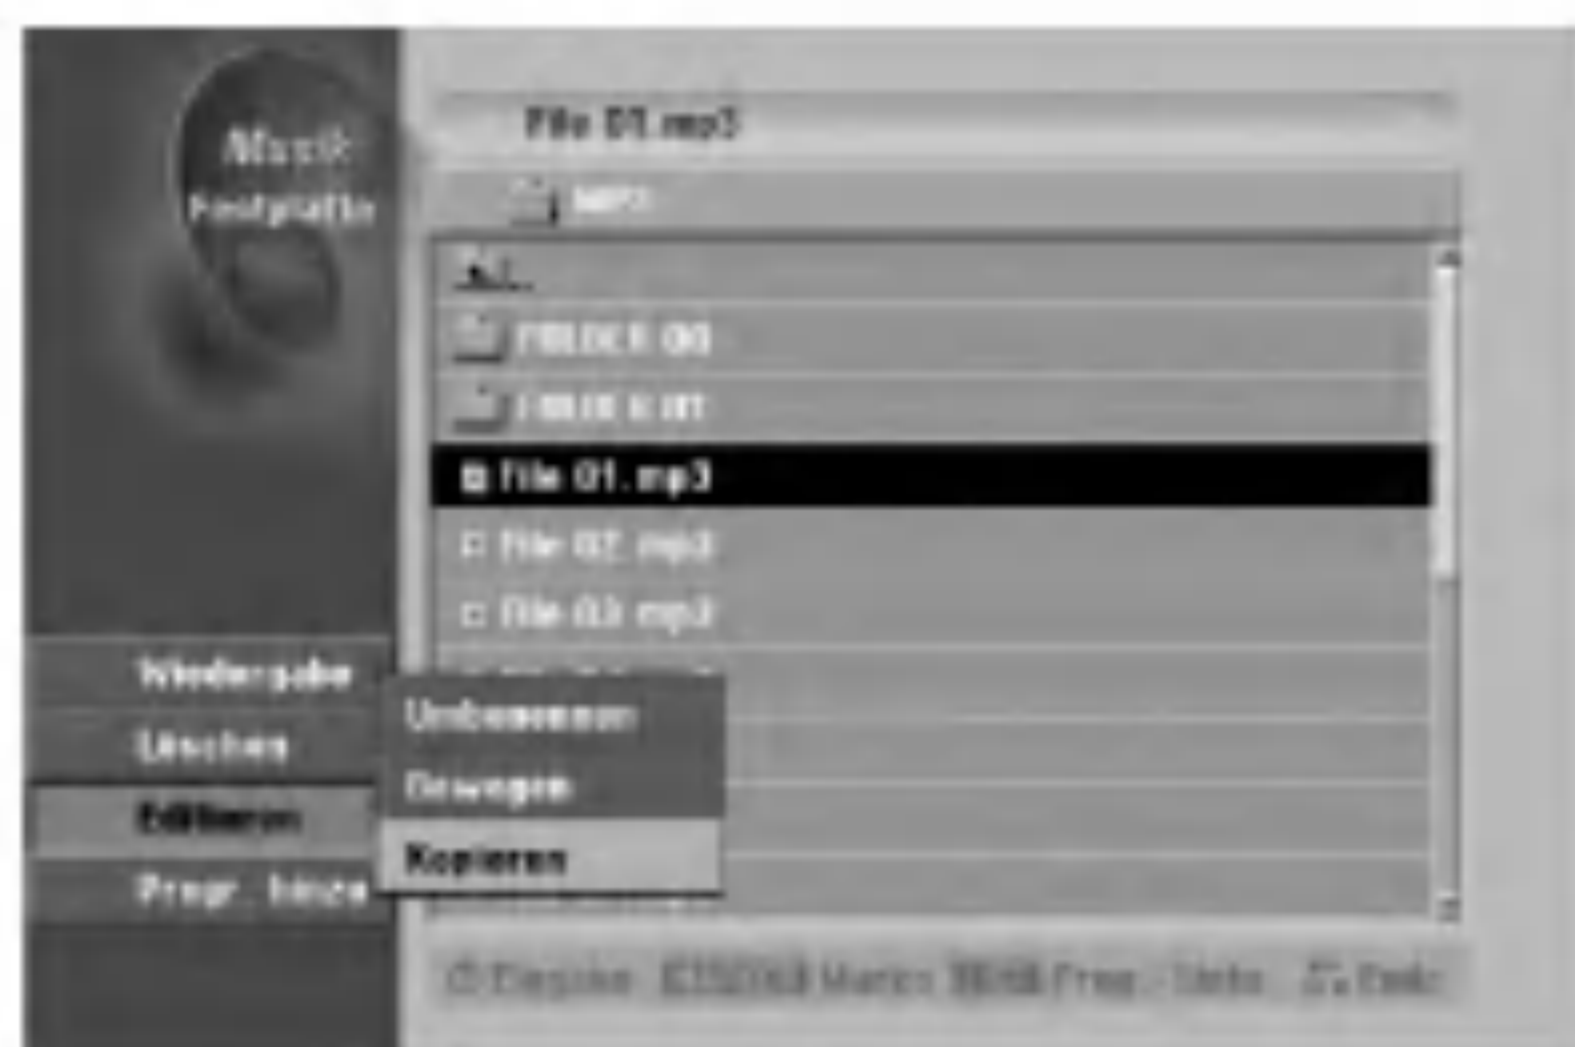 Musik
Festplatte
File 01.mp3
MP3
FOLDER
FOLDER
File 01.mp3
File 02.mp3
File 03.mp3
Wiedergabe
Löschen
Editieren
Progr. hinzu
Umbenennen
Bewegen
Kopieren